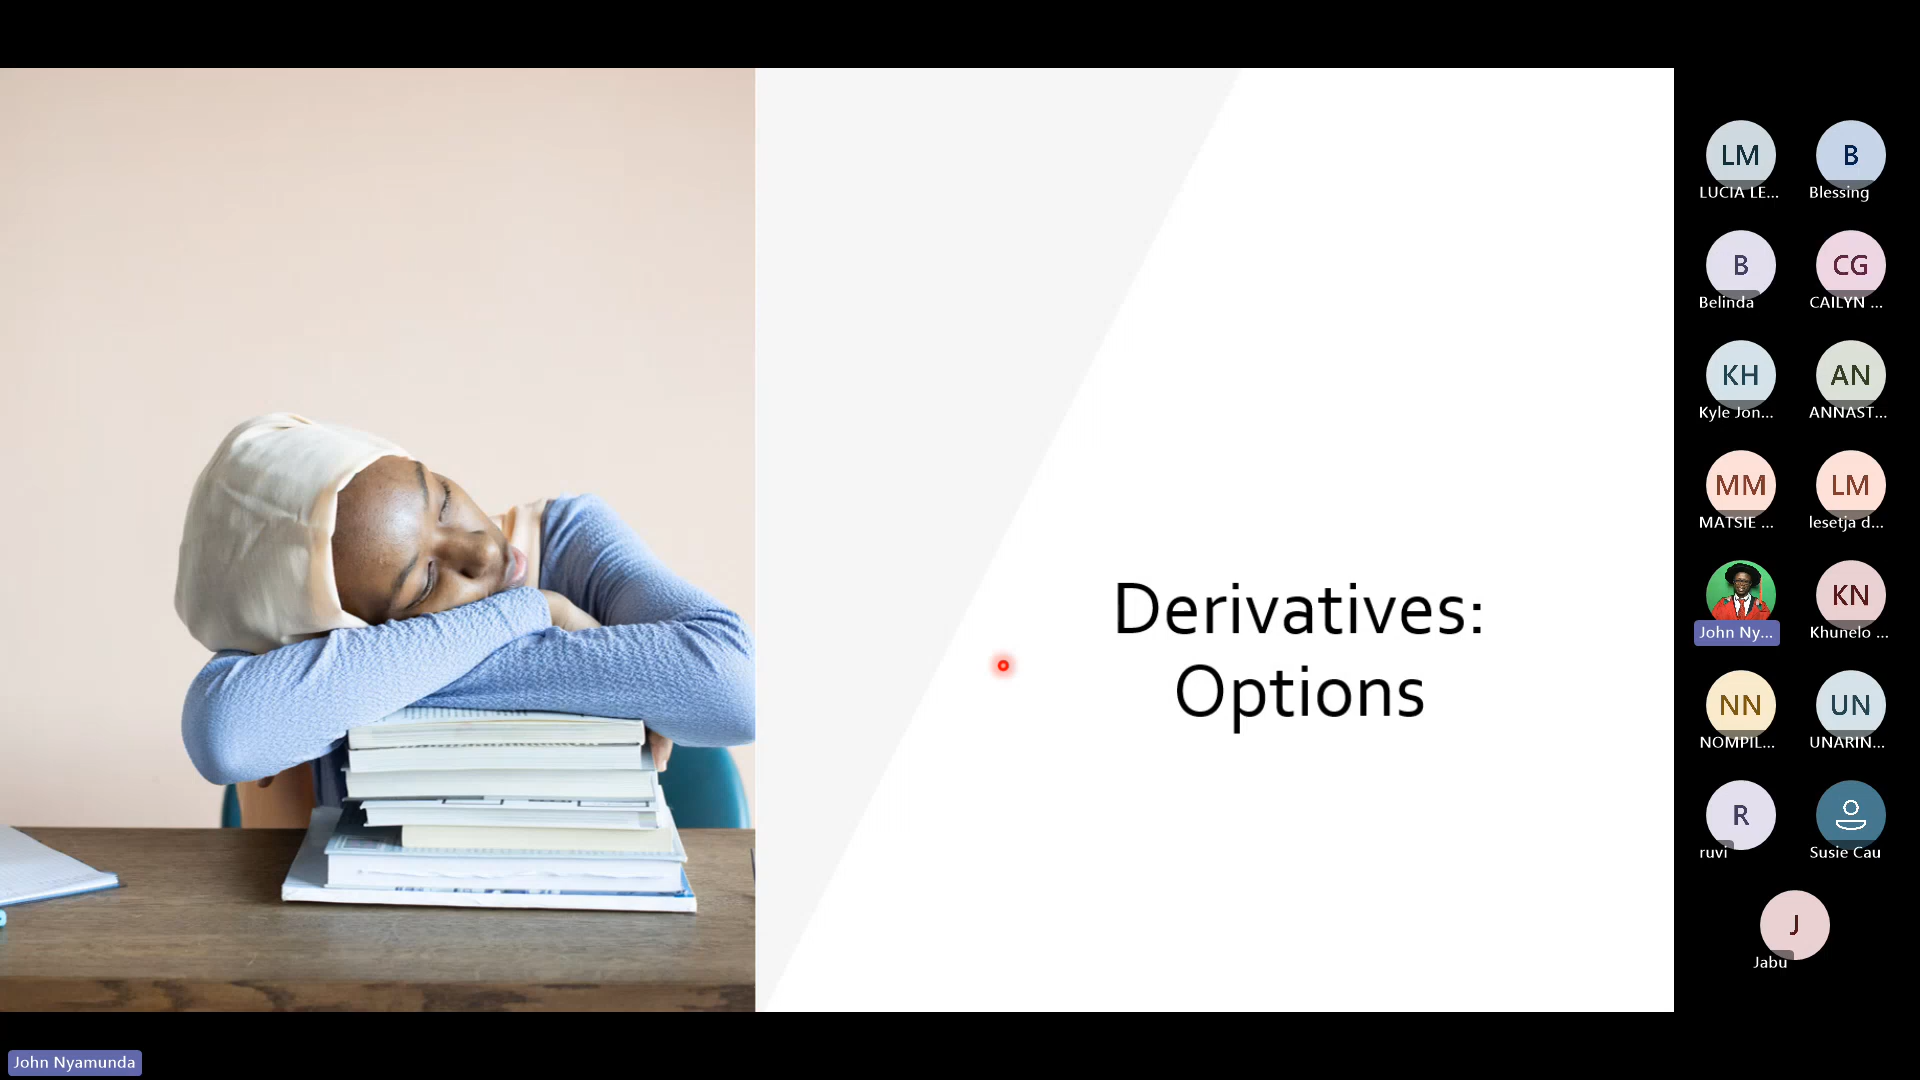 Derivatives:
Options
LM
LUCIA LE...
B
Blessing
B
Belinda
CG
CAILYN ...
KH
Kyle Jon...
AN
ANNAST...
MM
MATSIE ...
LM
lesetja d...
John Ny...
KN
Khunelo ...
NN
NOMPIL...
UN
UNARIN...
R
ruvi
Susie Cau
J
Jabu
John Nyamunda